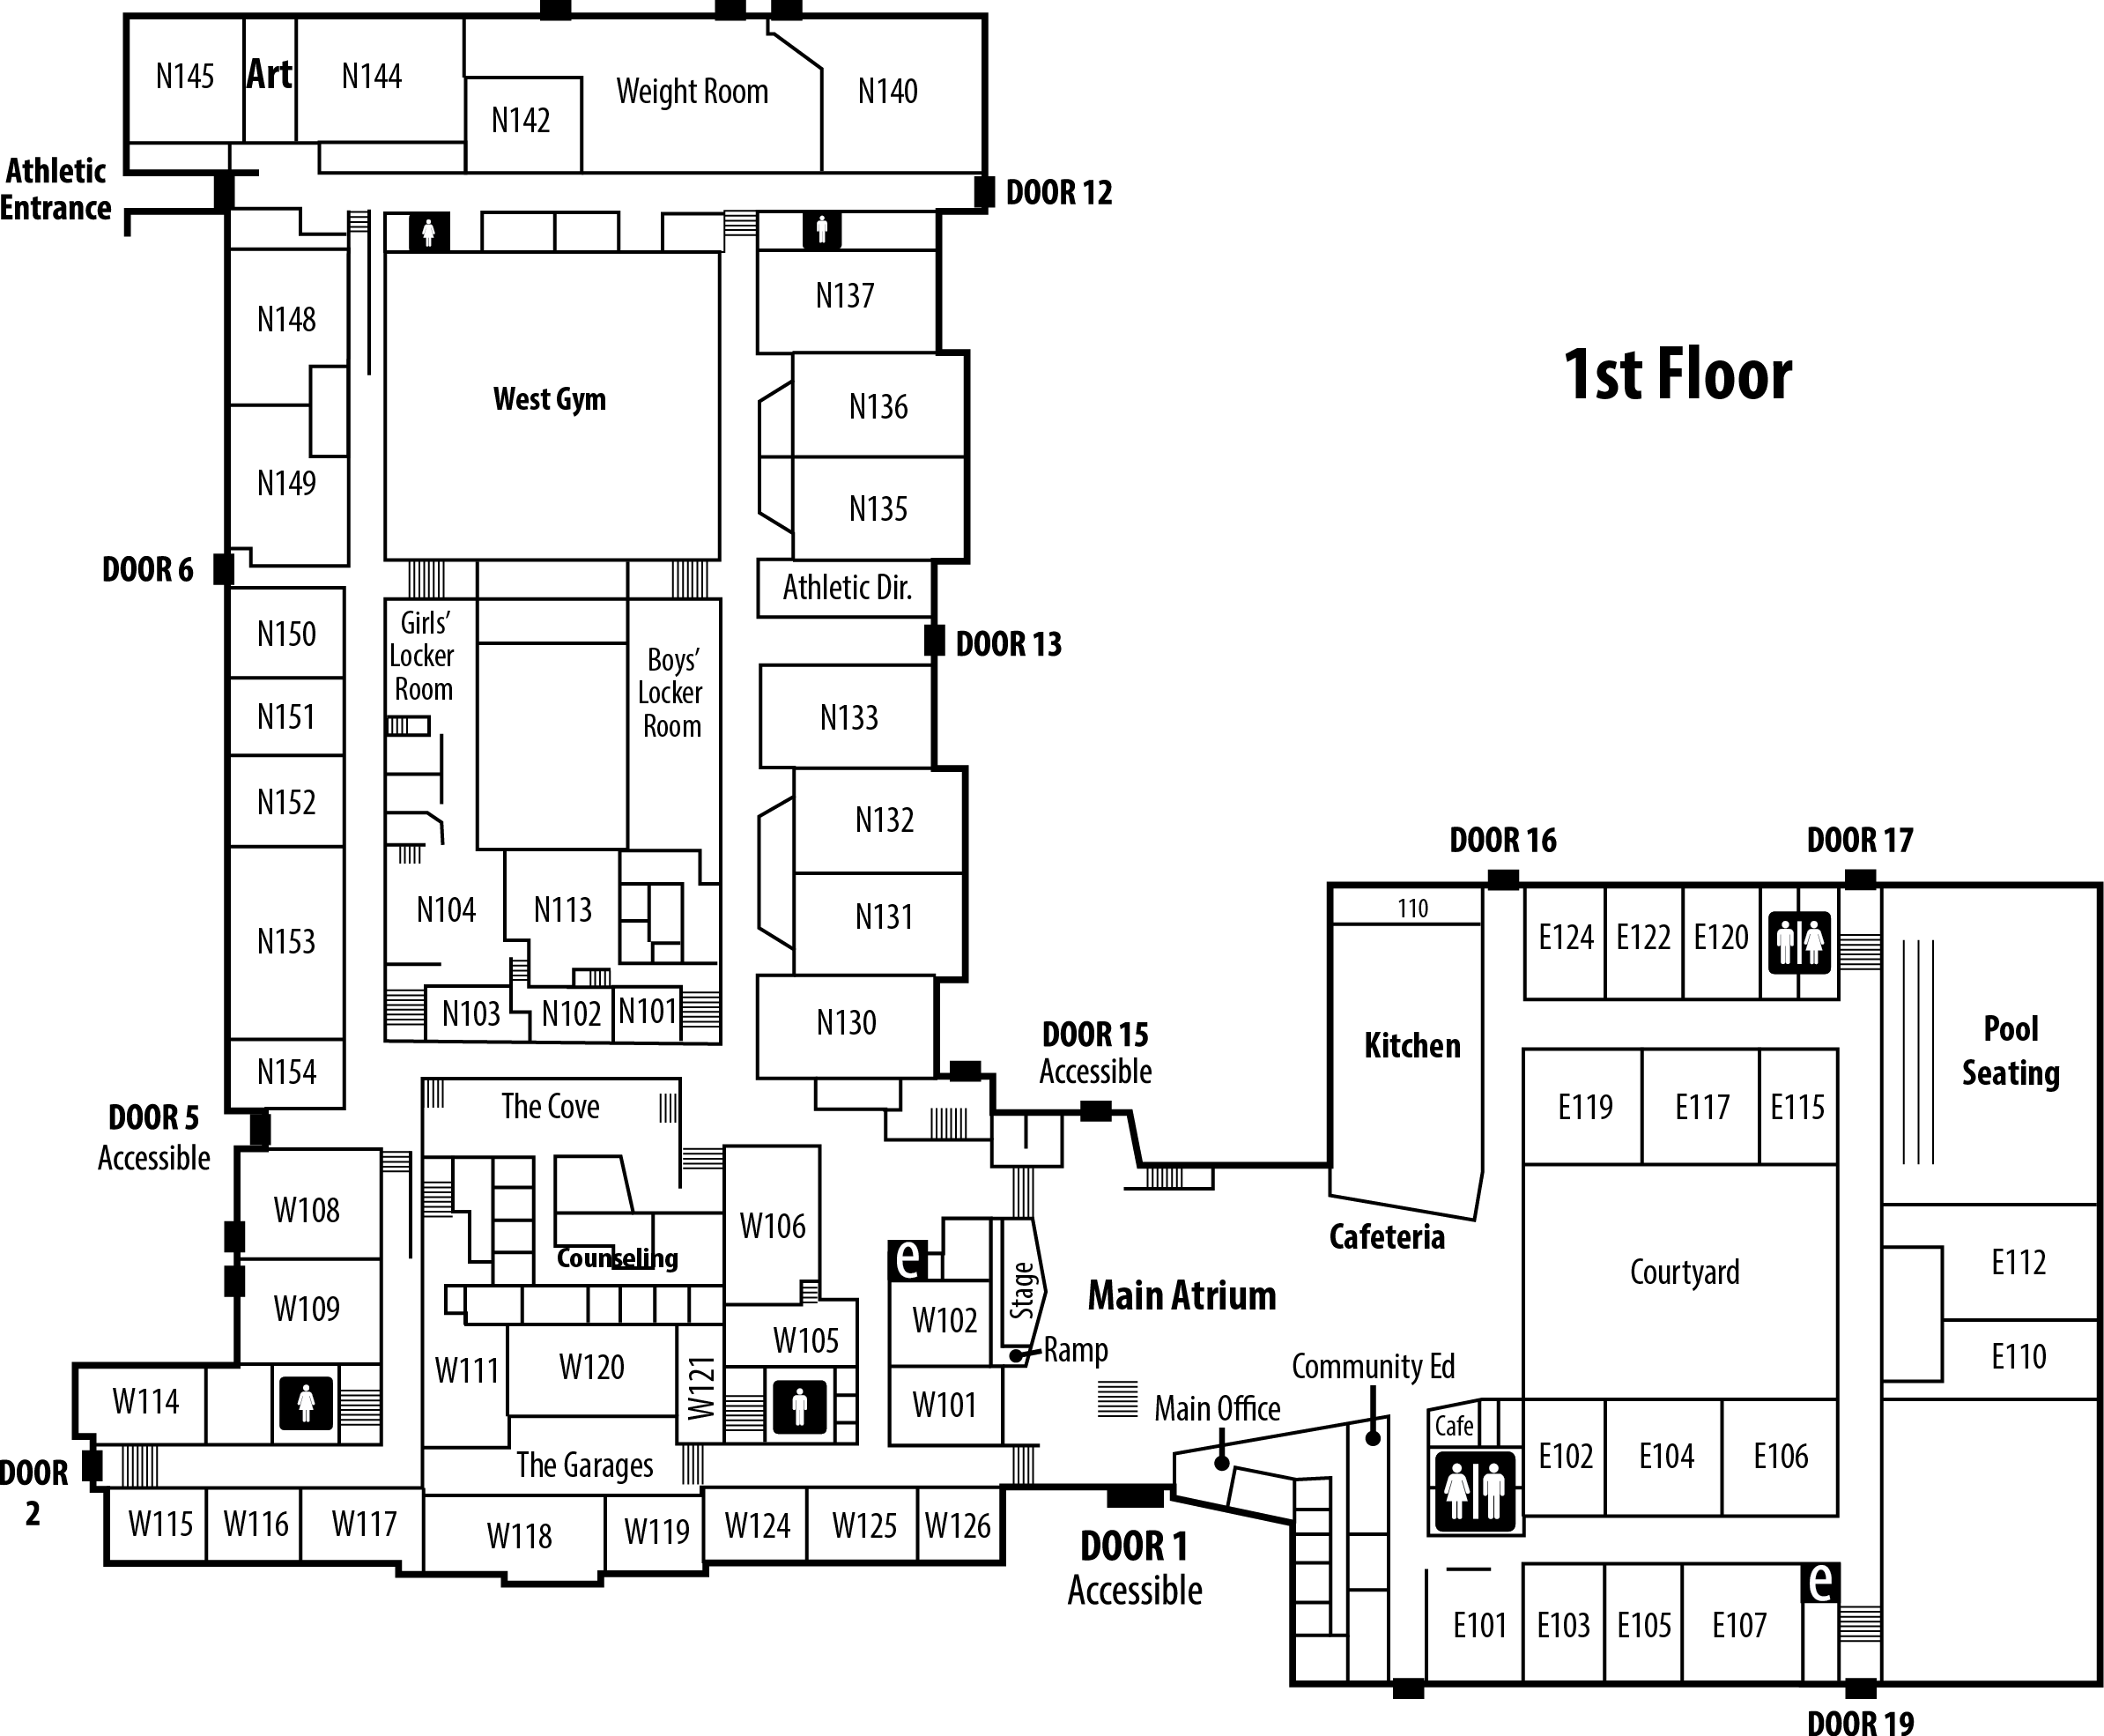 N145
Art
N144
N142
Weight Room
N140
Athletic
Entrance
DOOR 12
N148
N137
West Gym
N136
1st Floor
N149
N135
DOOR 6
Athletic Dir.
N150
Girls’
Locker
Room
Boys’
Locker
Room
DOOR 13
N151
N133
N152
N132
N153
N104
N113
N131
N103
N102
N101
N130
N154
DOOR 15
Accessible
DOOR 16
DOOR 17
110
E124
E122
E120
Kitchen
Pool
Seating
E119
E117
E115
DOOR 5
Accessible
The Cove
W108
W106
Counseling
e
Cafeteria
Courtyard
E112
W109
W102
Stage
Main Atrium
W105
Ramp
E110
W111
W120
W121
W114
W101
Community Ed
Main Office
Cafe
E102
E104
E106
DOOR
2
The Garages
W115
W116
W117
W118
W119
W124
W125
W126
DOOR 1
Accessible
e
E101
E103
E105
E107
DOOR 19